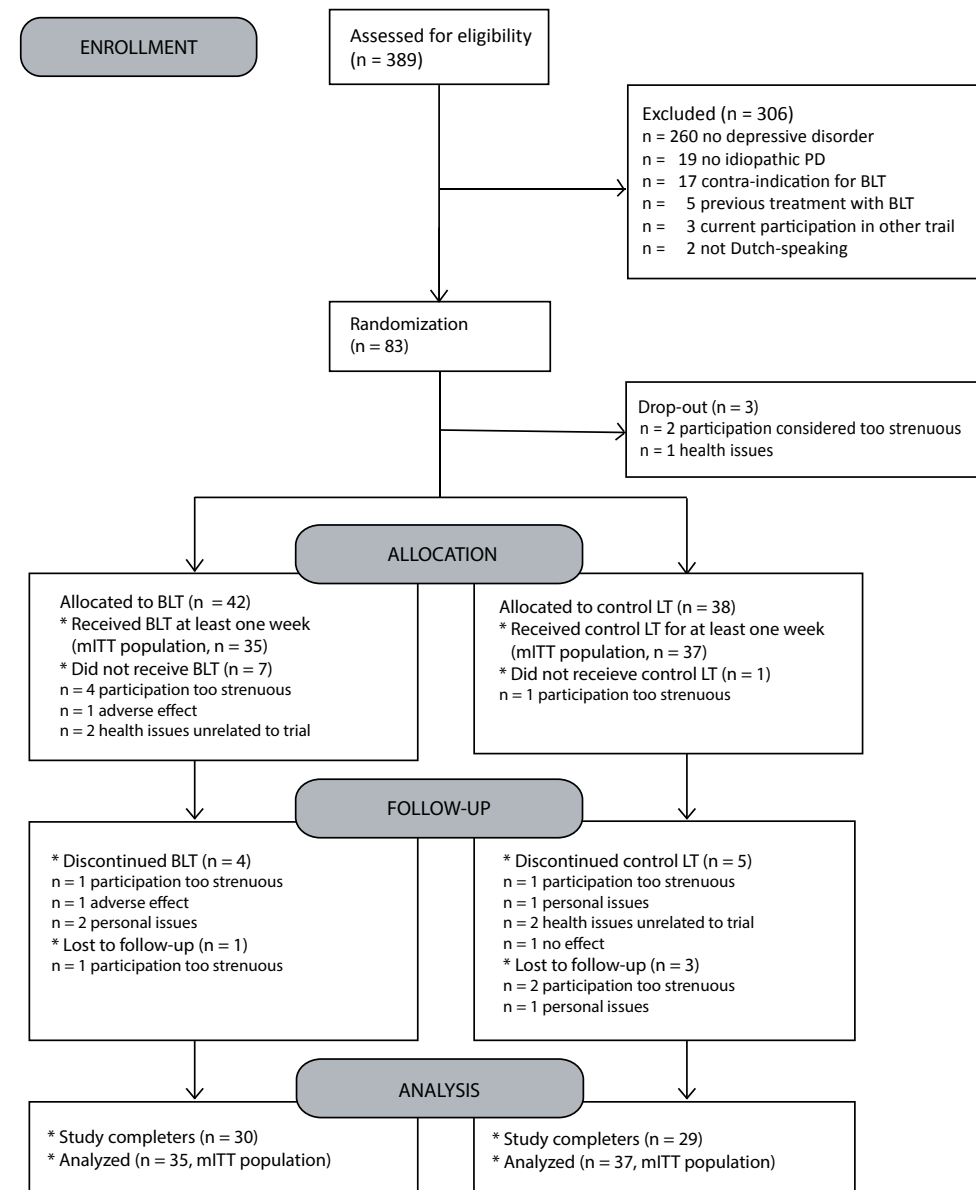 ENROLLMENT
Assessed for eligibility
(n = 389)
Excluded (n = 306)
n = 260 no depressive disorder
n = 19 no idiopathic PD
n = 17 contra-indication for BLT
n = 5 previous treatment with BLT
n = 3 current participation in other trail
n = 2 not Dutch-speaking
Randomization
(n = 83)
Drop-out (n = 3)
n = 2 participation considered too strenuous
n = 1 health issues
ALLOCATION
Allocated to BLT (n = 42)
* Received BLT at least one week
(mITT population, n = 35)
* Did not receive BLT (n = 7)
n = 4 participation too strenuous
n = 1 adverse effect
n = 2 health issues unrelated to trial
Allocated to control LT (n = 38)
* Received control LT for at least one week
(mITT population, n = 37)
* Did not receieve control LT (n = 1)
n = 1 participation too strenuous
FOLLOW-UP
* Discontinued BLT (n = 4)
n = 1 participation too strenuous
n = 1 adverse effect
n = 2 personal issues
* Lost to follow-up (n = 1)
n = 1 participation too strenuous
* Discontinued control LT (n = 5)
n = 1 participation too strenuous
n = 1 personal issues
n = 2 health issues unrelated to trial
n = 1 no effect
* Lost to follow-up (n = 3)
n = 2 participation too strenuous
n = 1 personal issues
ANALYSIS
* Study completers (n = 30)
* Analyzed (n = 35, mITT population)
* Study completers (n = 29)
* Analyzed (n = 37, mITT population)